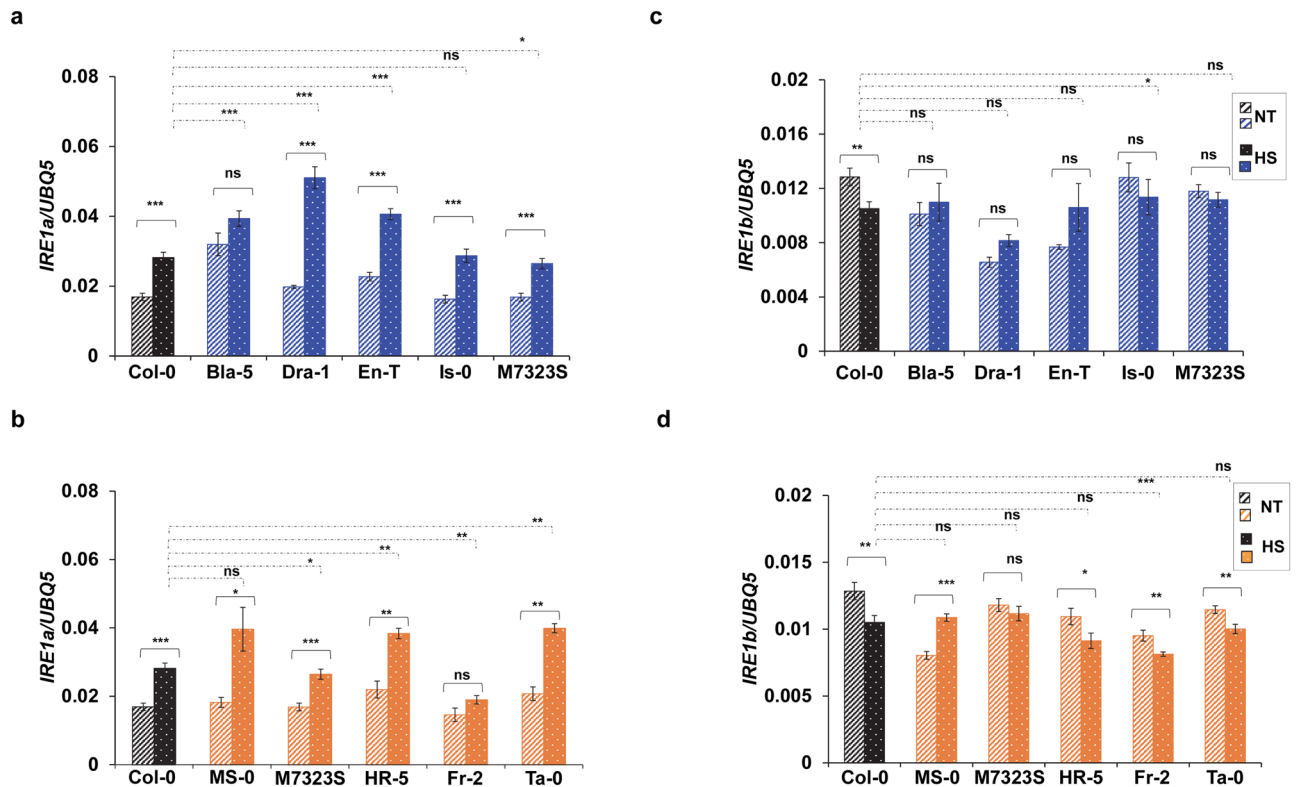 a
*
ns
***
***
***
0.08
0.06
0.04
0.02
0
IRE1a/UBQ5
***
ns
***
***
***
***
Col-0 Bla-5 Dra-1 En-T Is-0 M7323S
c
ns
*
ns
ns
ns
0.02
0.016
0.012
0.008
0.004
0
IRE1b/UBQ5
**
ns
ns
ns
ns
ns
NT
HS
Col-0 Bla-5 Dra-1 En-T Is-0 M7323S
b
**
**
**
*
ns
0.08
0.06
0.04
0.02
0
IRE1a/UBQ5
***
*
***
**
ns
**
Col-0 MS-0 M7323S HR-5 Fr-2 Ta-0
d
ns
***
ns
ns
ns
0.02
0.015
0.01
0.005
0
IRE1b/UBQ5
**
***
ns
*
**
**
NT
HS
Col-0 MS-0 M7323S HR-5 Fr-2 Ta-0